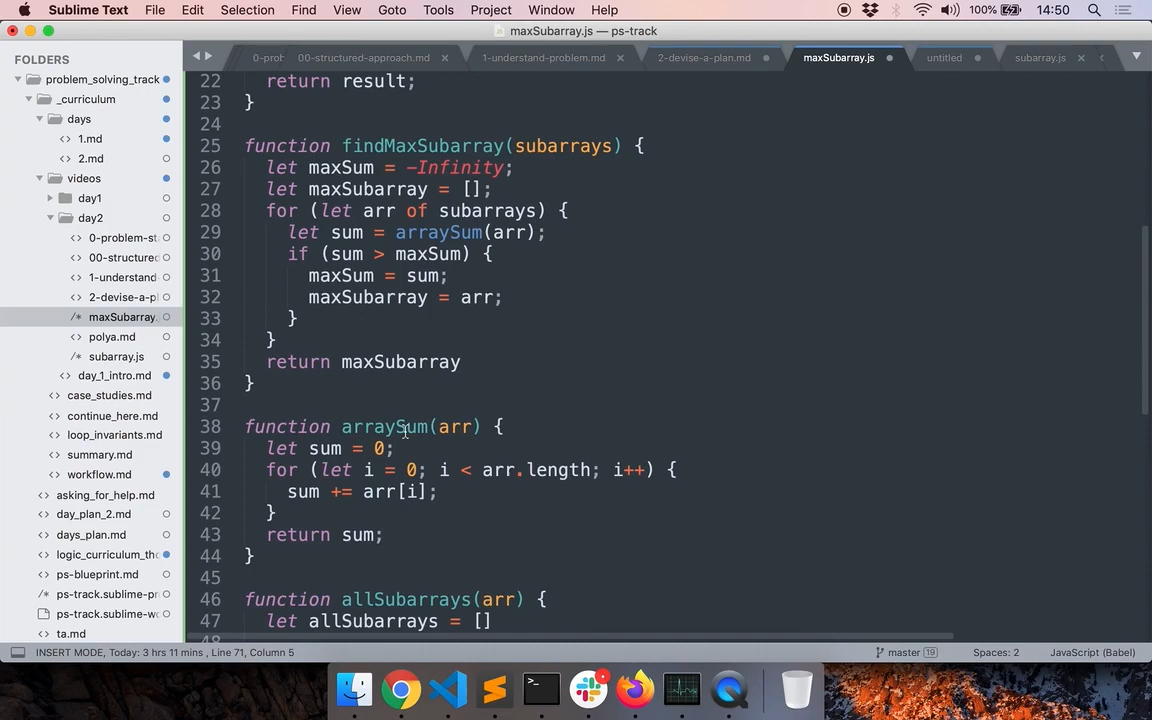 Sublime Text File Edit Selection Find View Goto Tools Project Window Help 100% 14:50
maxSubarray.js — ps-track
FOLDERS
problem_solving_track
_curriculum
days
1.md
2.md
videos
day1
day2
0-problem-st
00-structured
1-understand
2-devise-a-pl
maxSubarray.
polya.md
subarray.js
day_1_intro.md
case_studies.md
continue_here.md
loop_invariants.md
summary.md
workflow.md
asking_for_help.md
day_plan_2.md
days_plan.md
logic_curriculum_tho
ps-blueprint.md
ps-track.sublime-pr
ps-track.sublime-wo
ta.md
0-prob 00-structured-approach.md 1-understand-problem.md 2-devise-a-plan.md maxSubarray.js untitled subarray.js
22 return result;
23 }
24
25 function findMaxSubarray(subarrays) {
26 let maxSum = -Infinity;
27 let maxSubarray = [];
28 for (let arr of subarrays) {
29 let sum = arraySum(arr);
30 if (sum > maxSum) {
31 maxSum = sum;
32 maxSubarray = arr;
33 }
34 }
35 return maxSubarray
36 }
37
38 function arraySum(arr) {
39 let sum = 0;
40 for (let i = 0; i < arr.length; i++) {
41 sum += arr[i];
42 }
43 return sum;
44 }
45
46 function allSubarrays(arr) {
47 let allSubarrays = []
48
INSERT MODE, Today: 3 hrs 11 mins , Line 71, Column 5 master 19 Spaces: 2 JavaScript (Babel)